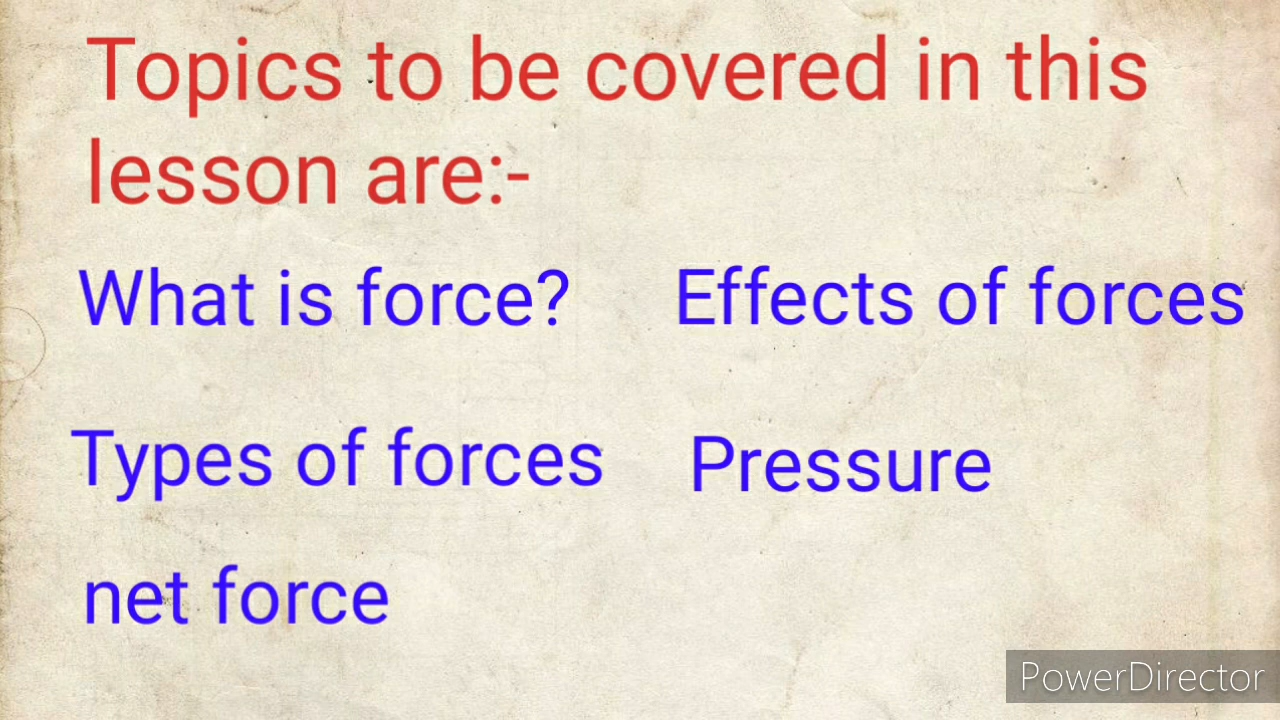 Topics to be covered in this
lesson are:-
What is force?
Effects of forces
Types of forces
Pressure
net force
PowerDirector